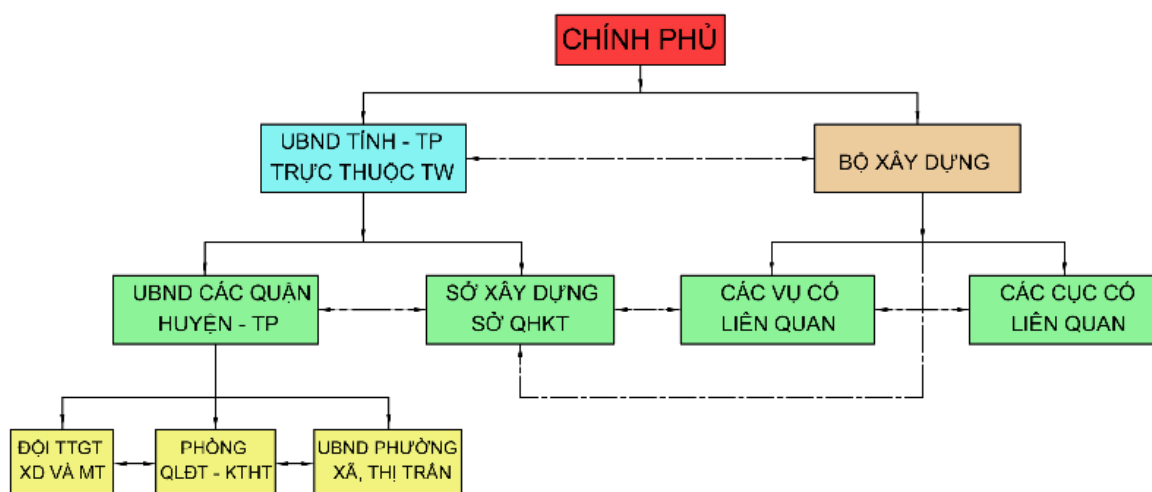 CHÍNH PHỦ
UBND TỈNH - TP
TRỰC THUỘC TW
BỘ XÂY DỰNG
UBND CÁC QUẬN
HUYỆN - TP
SỞ XÂY DỰNG
SỞ QHKT
CÁC VỤ CÓ
LIÊN QUAN
CÁC CỤC CÓ
LIÊN QUAN
ĐỘI TTGT
XD VÀ MT
PHÒNG
QLĐT - KTHT
UBND PHƯỜNG
XÃ, THỊ TRẤN